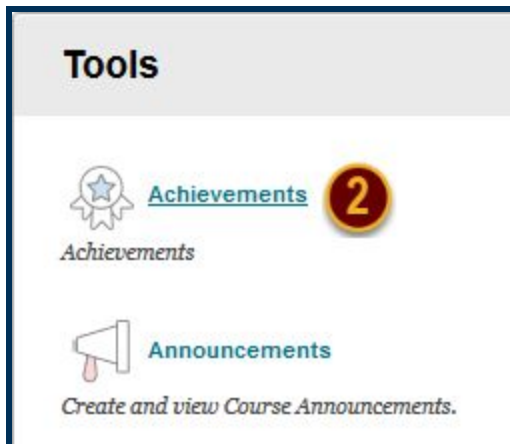 Tools
Achievements 2
Achievements
Announcements
Create and view Course Announcements.